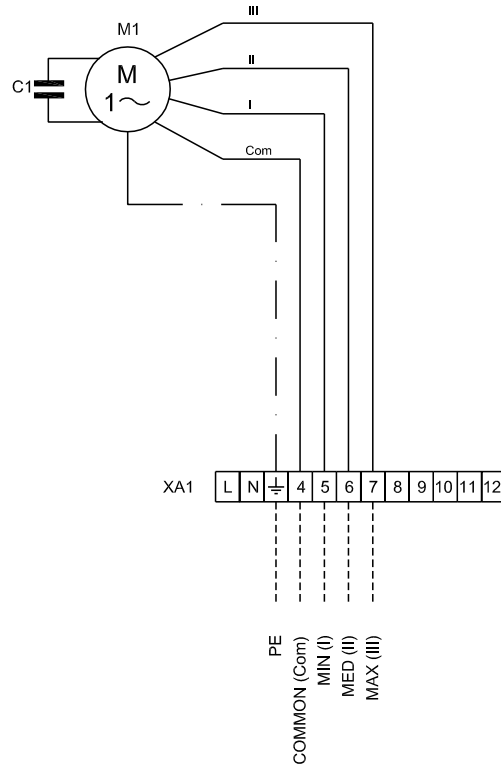 III
M1
II
C1
M
1~
I
Com
XA1 L N 4 5 6 7 8 9 10 11 12
PE
COMMON (Com)
MIN (I)
MED (II)
MAX (III)